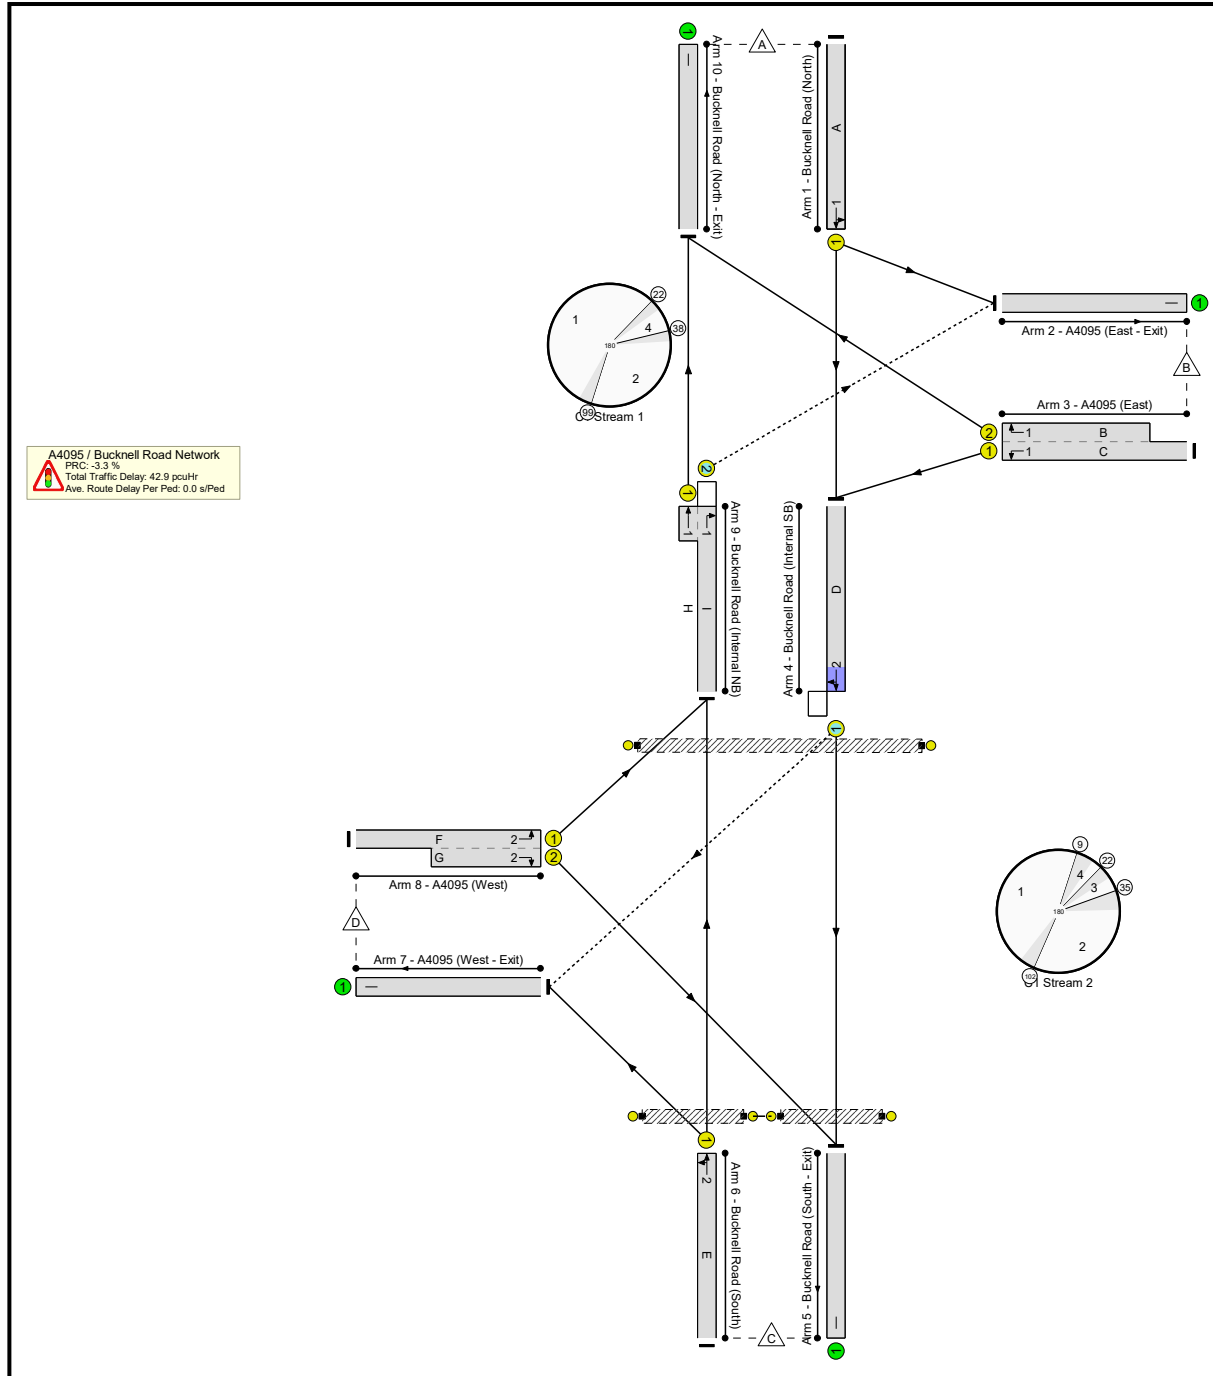 1
1
Arm 10 - Bucknell Road (North - Exit)
A
Arm 1 - Bucknell Road (North)
A
1
1
1
Arm 2 - A4095 (East - Exit)
B
Arm 3 - A4095 (East)
2
1
B
1
1
C
22
1
4
38
180
2
99
Stream 1
A4095 / Bucknell Road Network
PRC: -3.3 %
Total Traffic Delay: 42.9 pcuHr
Ave. Route Delay Per Ped: 0.0 s/Ped
2
1
1
1
H
I
Arm 9 - Bucknell Road (Internal NB)
Arm 4 - Bucknell Road (Internal SB)
D
2
1
F
2
1
G
2
2
Arm 8 - A4095 (West)
D
Arm 7 - A4095 (West - Exit)
1
9
22
1
4
3
35
180
2
102
Stream 2
1
2
E
Arm 6 - Bucknell Road (South)
C
Arm 5 - Bucknell Road (South - Exit)
1